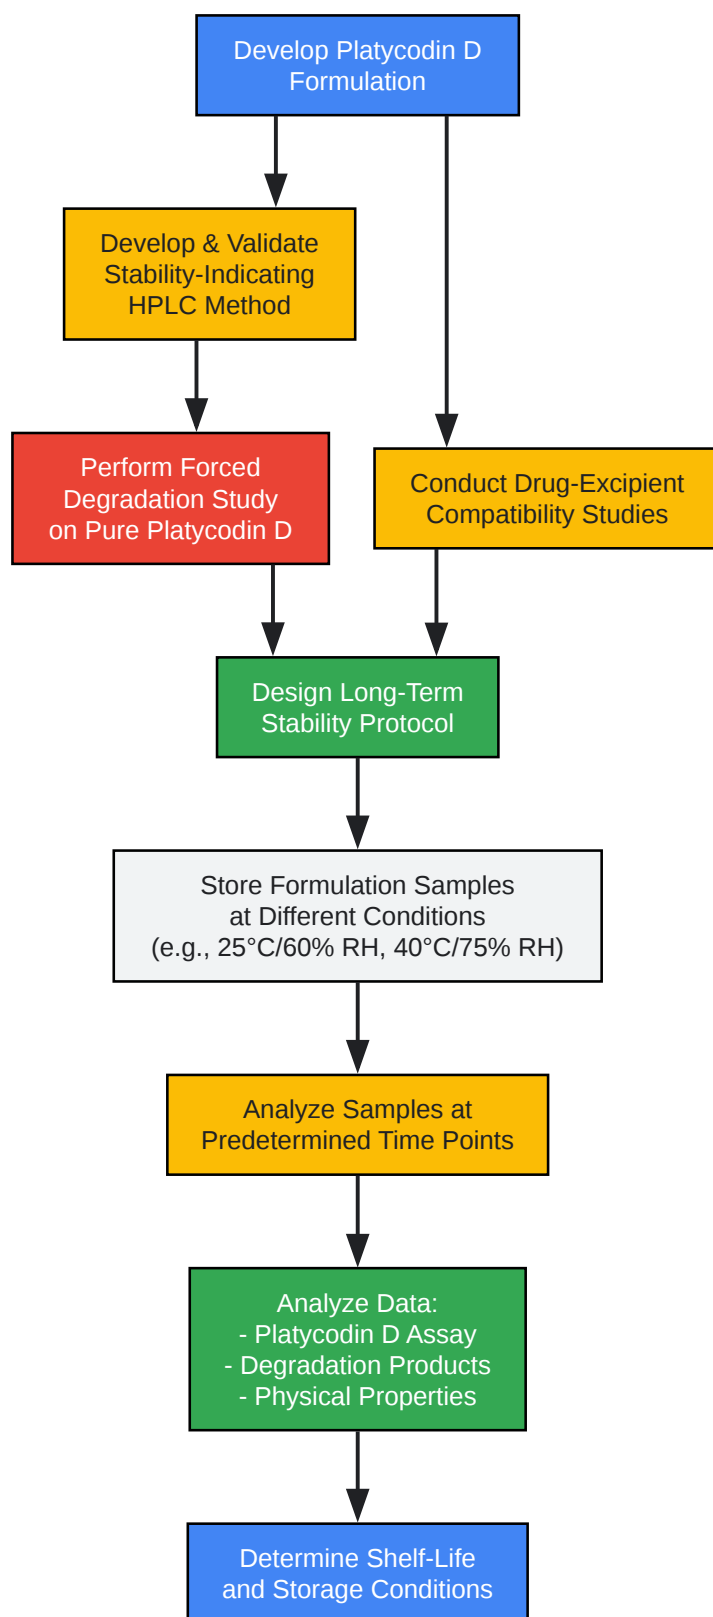 Develop Platycodin D
Formulation
Develop & Validate
Stability-Indicating
HPLC Method
Perform Forced
Degradation Study
on Pure Platycodin D
Conduct Drug-Excipient
Compatibility Studies
Design Long-Term
Stability Protocol
Store Formulation Samples
at Different Conditions
(e.g., 25°C/60% RH, 40°C/75% RH)
Analyze Samples at
Predetermined Time Points
Analyze Data:
- Platycodin D Assay
- Degradation Products
- Physical Properties
Determine Shelf-Life
and Storage Conditions